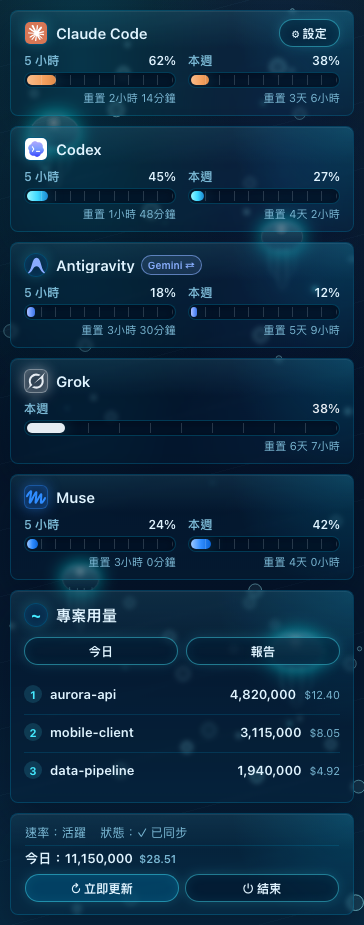 Claude Code
⚙ 設定
5 小時 62% 本週 38%
重置 2小時 14分鐘 重置 3天 6小時
Codex
5 小時 45% 本週 27%
重置 1小時 48分鐘 重置 4天 2小時
Antigravity Gemini ⇄
5 小時 18% 本週 12%
重置 3小時 30分鐘 重置 5天 9小時
Grok
本週 38%
重置 6天 7小時
Muse
5 小時 24% 本週 42%
重置 3小時 0分鐘 重置 4天 0小時
~ 專案用量
今日 報告
1 aurora-api 4,820,000 $12.40
2 mobile-client 3,115,000 $8.05
3 data-pipeline 1,940,000 $4.92
速率：活躍 狀態：✓ 已同步
今日：11,150,000 $28.51
↻ 立即更新 ⏻ 結束